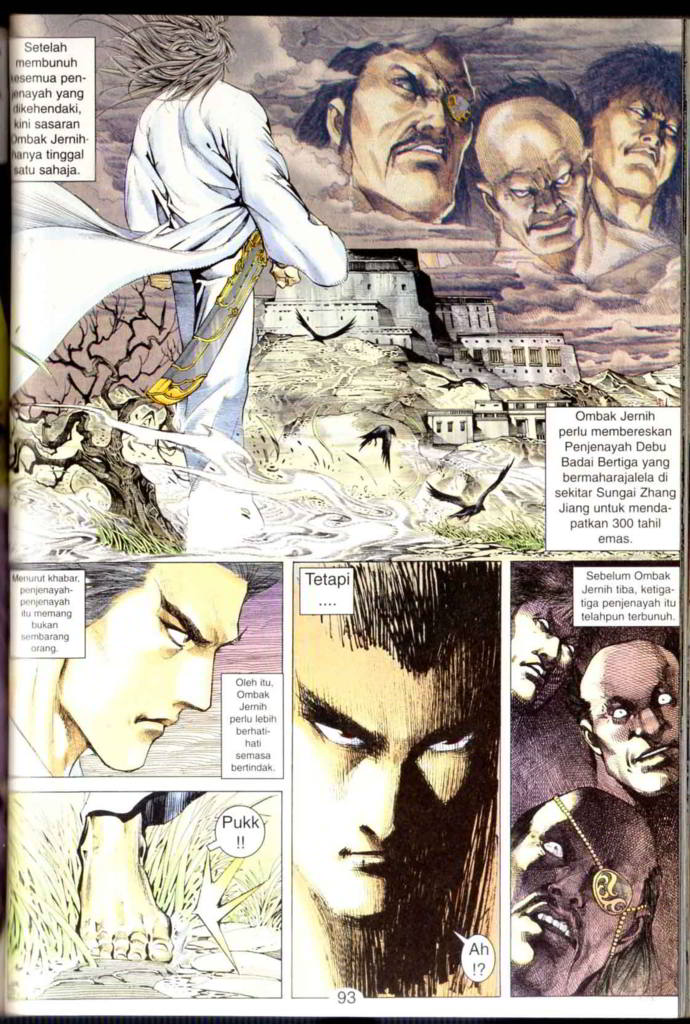 Setelah
membunuh
kesemua pen-
jenayah yang
dikehendaki,
kini sasaran
Ombak Jernih
hanya tinggal
satu sahaja.
Ombak Jernih
perlu membereskan
Penjenayah Debu
Badai Bertiga yang
bermaharajalela di
sekitar Sungai Zhang
Jiang untuk menda-
patkan 300 tahil
emas.
Menurut khabar,
penjenayah-
penjenayah
itu memang
bukan
sembarang
orang.
Oleh itu,
Ombak
Jernih
perlu lebih
berhati-
hati
semasa
bertindak.
Pukk
!!
Tetapi
....
Ah
!?
Sebelum Ombak
Jernih tiba, ketiga-
tiga penjenayah itu
telahpun terbunuh.
93